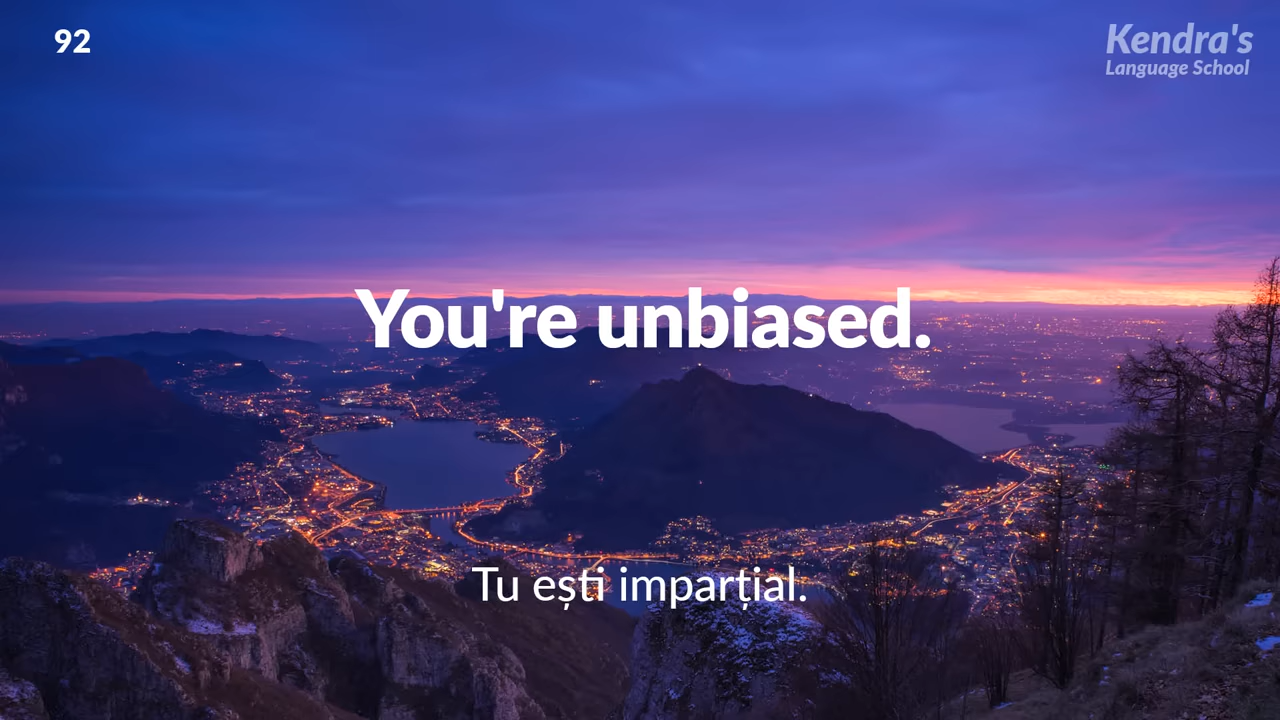 92
Kendra's
Language School
You're unbiased.
Tu ești imparțial.